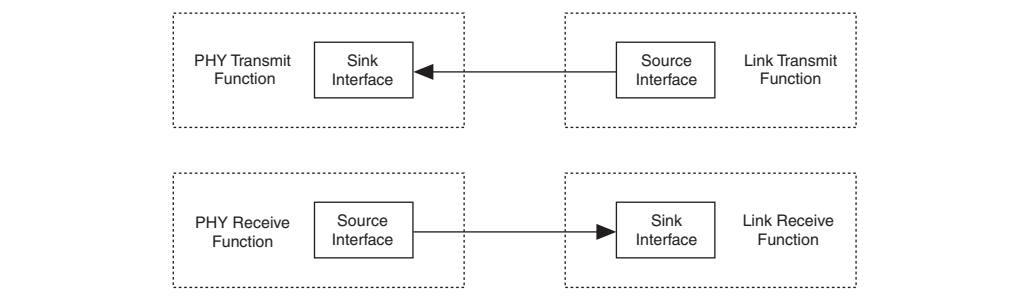 PHY Transmit
Function
Sink
Interface
Source
Interface
Link Transmit
Function
PHY Receive
Function
Source
Interface
Sink
Interface
Link Receive
Function